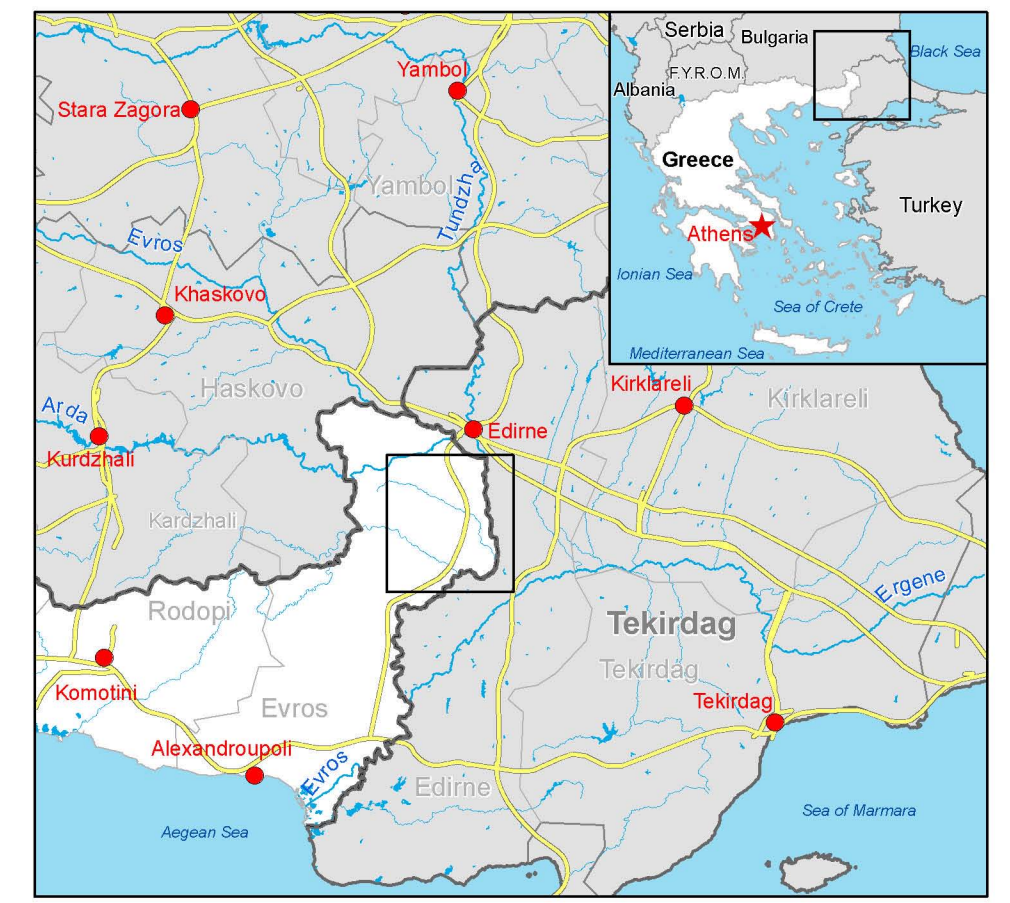 Serbia
Bulgaria
Black Sea
F.Y.R.O.M.
Albania
Greece
Turkey
Athens
Ionian Sea
Sea of Crete
Mediterranean Sea
Yambol
Stara Zagora
Yambol
Tundzha
Evros
Khaskovo
Haskovo
Kirklareli
Kirklareli
Arda
Edirne
Kurdzhali
Kardzhali
Ergene
Rodopi
Tekirdag
Tekirdag
Komotini
Evros
Tekirdag
Alexandroupoli
Evros
Edirne
Aegean Sea
Sea of Marmara